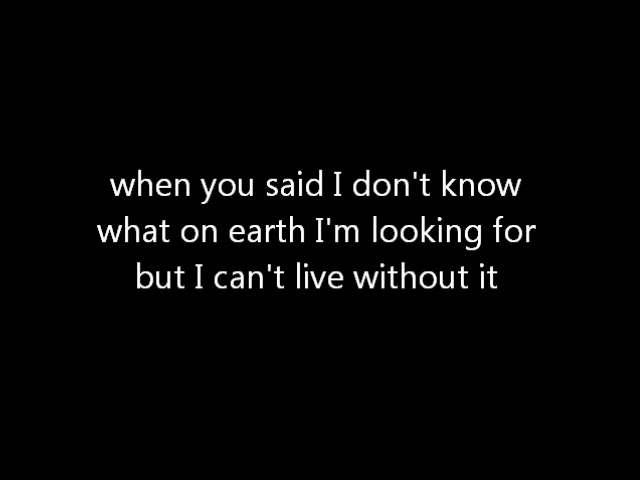 when you said I don't know
what on earth I'm looking for
but I can't live without it